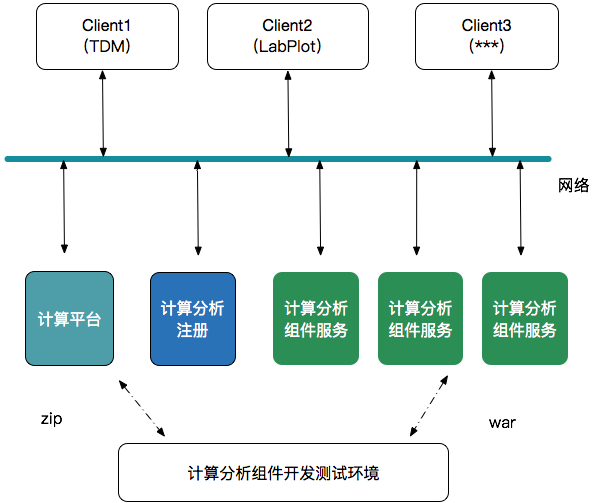 Client1
(TDM)
Client2
(LabPlot)
Client3
(***)
网络
计算平台
计算分析
注册
计算分析
组件服务
计算分析
组件服务
计算分析
组件服务
zip
war
计算分析组件开发测试环境